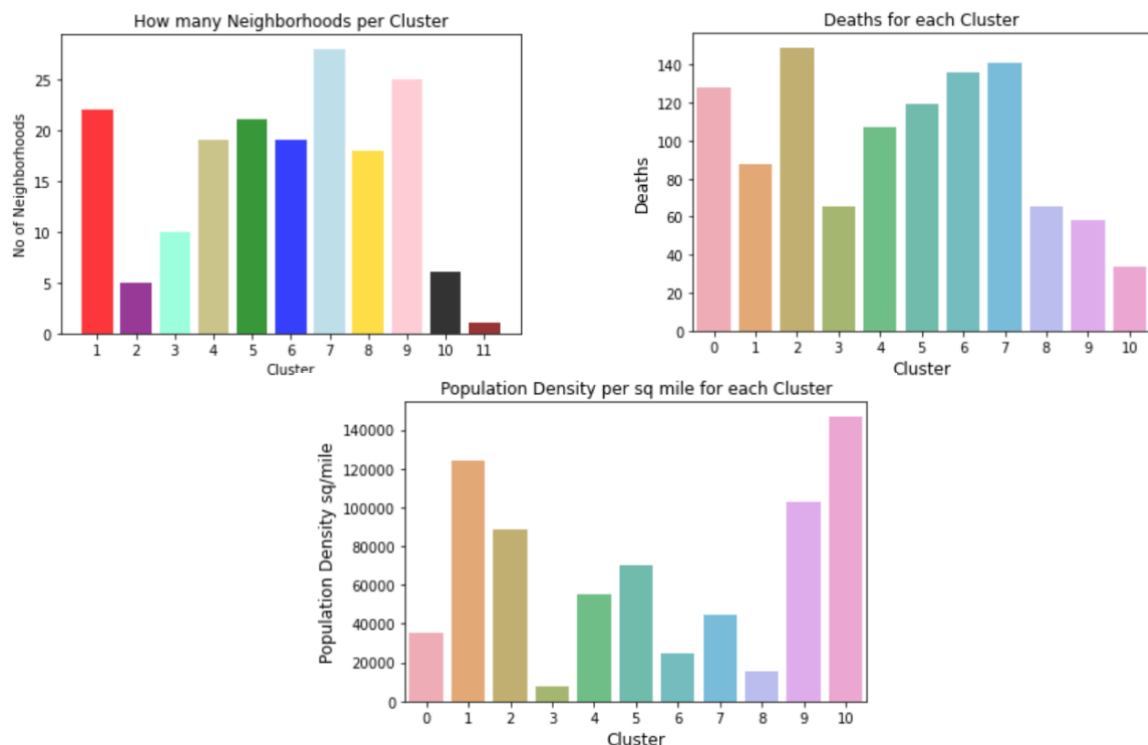 How many Neighborhoods per Cluster
No of Neighborhoods
25
20
15
10
5
0
1 2 3 4 5 6 7 8 9 10 11
Cluster
Deaths for each Cluster
Deaths
140
120
100
80
60
40
20
0
0 1 2 3 4 5 6 7 8 9 10
Cluster
Population Density per sq mile for each Cluster
Population Density sq/mile
140000
120000
100000
80000
60000
40000
20000
0
0 1 2 3 4 5 6 7 8 9 10
Cluster